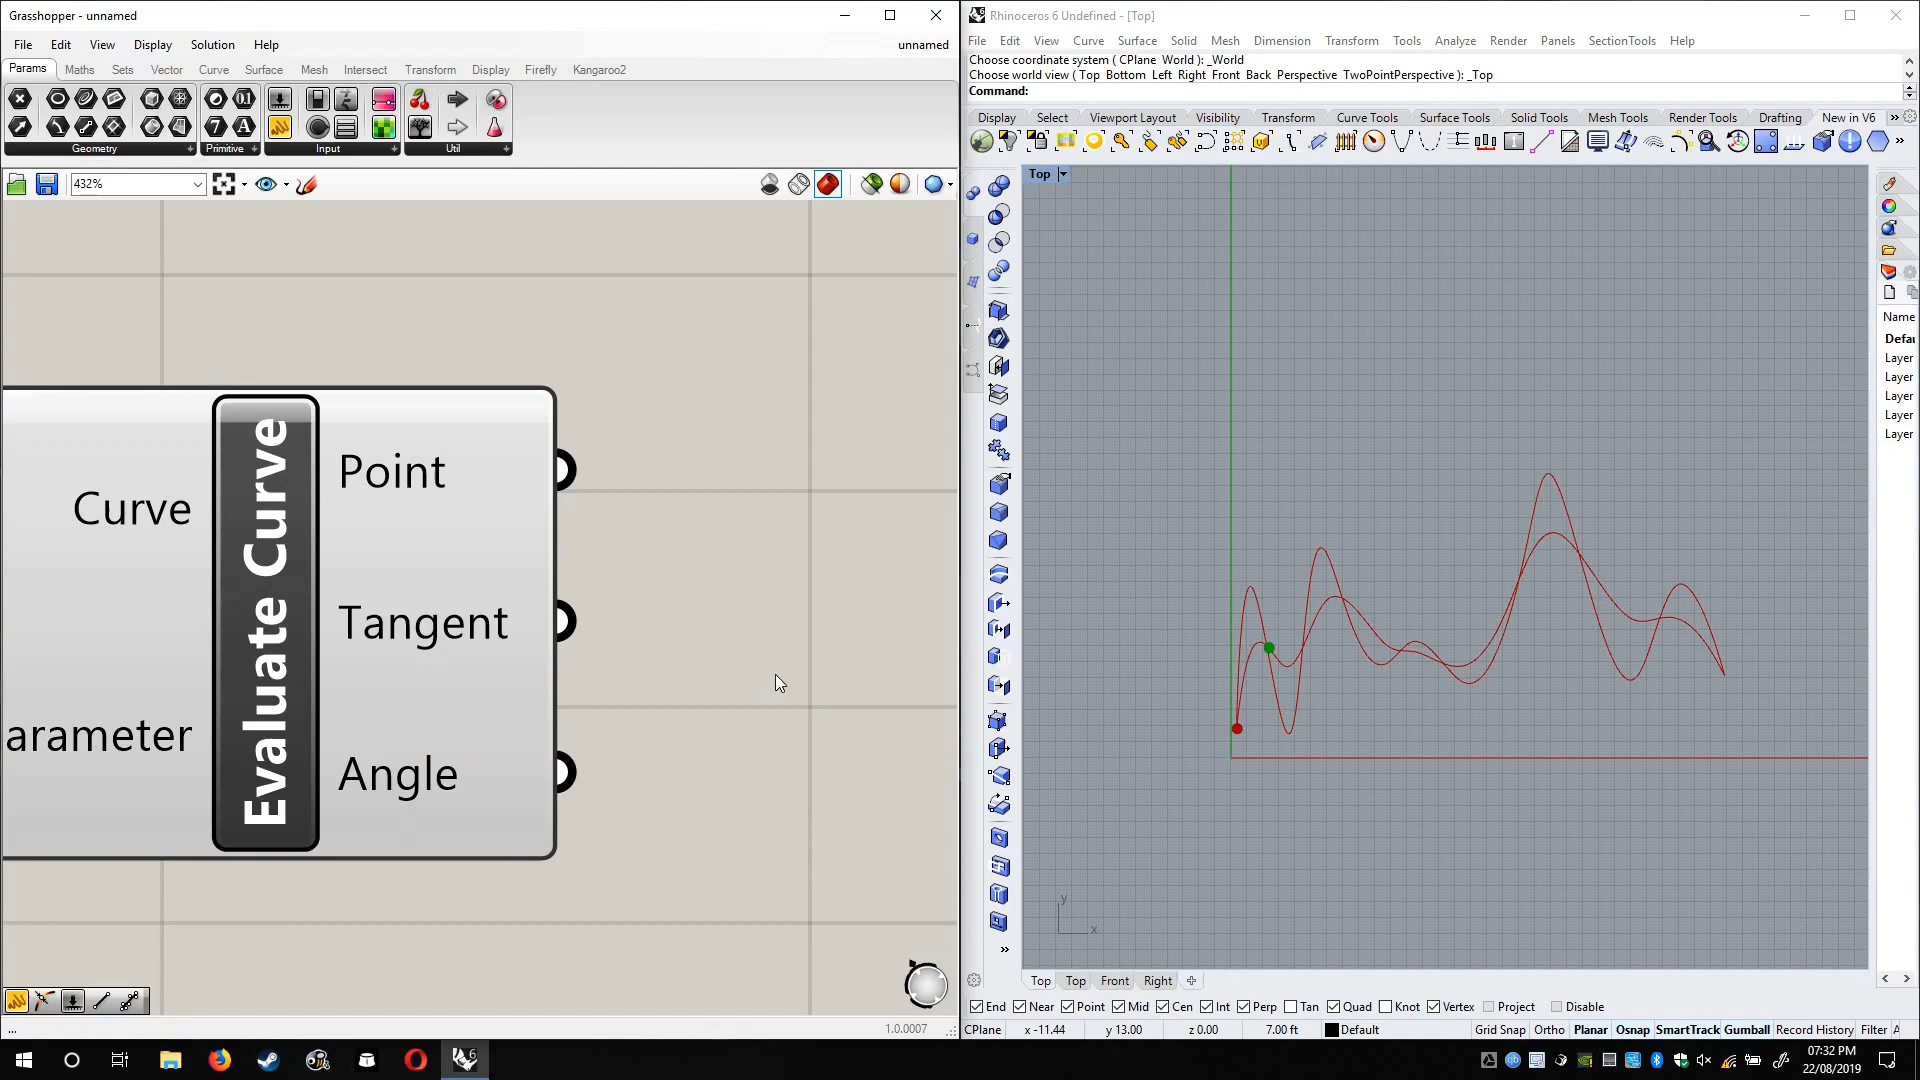 Grasshopper - unnamed
File Edit View Display Solution Help
unnamed
Params Maths Sets Vector Curve Surface Mesh Intersect Transform Display Firefly Kangaroo2
Geometry
Primitive
Input
Util
432%
Curve
arameter
Evaluate Curve
Point
Tangent
Angle
...
1.0.0007
Rhinoceros 6 Undefined - [Top]
File Edit View Curve Surface Solid Mesh Dimension Transform Tools Analyze Render Panels SectionTools Help
Choose coordinate system ( CPlane World ): _World
Choose world view ( Top Bottom Left Right Front Back Perspective TwoPointPerspective ): _Top
Command:
Display Select Viewport Layout Visibility Transform Curve Tools Surface Tools Solid Tools Mesh Tools Render Tools Drafting New in V6
Top
y
x
Name
Defau
Layer
Layer
Layer
Layer
Layer
Top Top Front Right
End Near Point Mid Cen Int Perp Tan Quad Knot Vertex Project Disable
CPlane x -11.44 y 13.00 z 0.00 7.00 ft Default Grid Snap Ortho Planar Osnap SmartTrack Gumball Record History Filter A
07:32 PM
22/08/2019